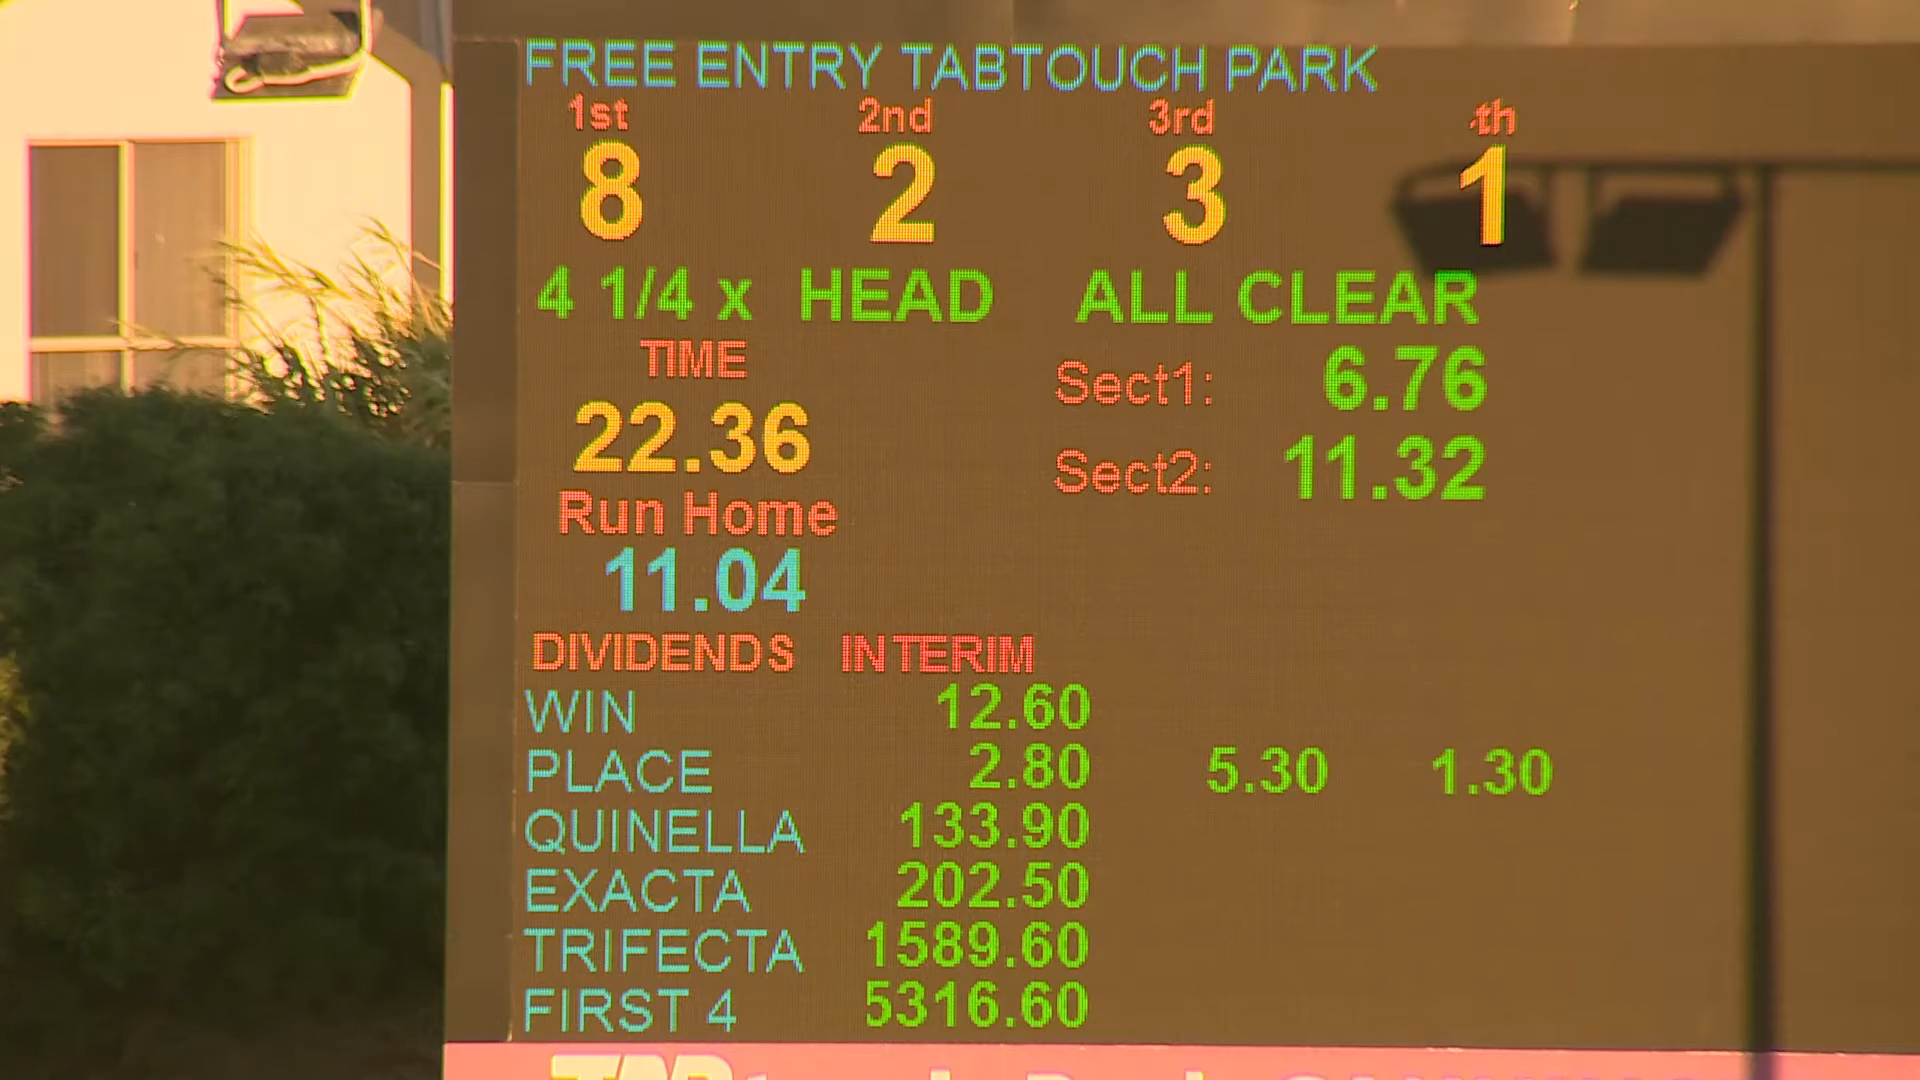 FREE ENTRY TABTOUCH PARK
1st 2nd 3rd th
8 2 3 1
4 1/4 x HEAD ALL CLEAR
TIME
22.36
Sect1: 6.76
Sect2: 11.32
Run Home
11.04
DIVIDENDS INTERIM
WIN 12.60
PLACE 2.80 5.30 1.30
QUINELLA 133.90
EXACTA 202.50
TRIFECTA 1589.60
FIRST 4 5316.60